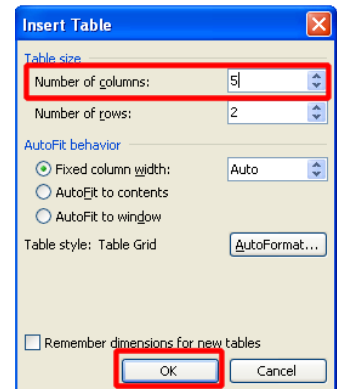 Insert Table
Table size
Number of columns: 5
Number of rows: 2
AutoFit behavior
Fixed column width: Auto
AutoFit to contents
AutoFit to window
Table style: Table Grid AutoFormat...
Remember dimensions for new tables
OK Cancel